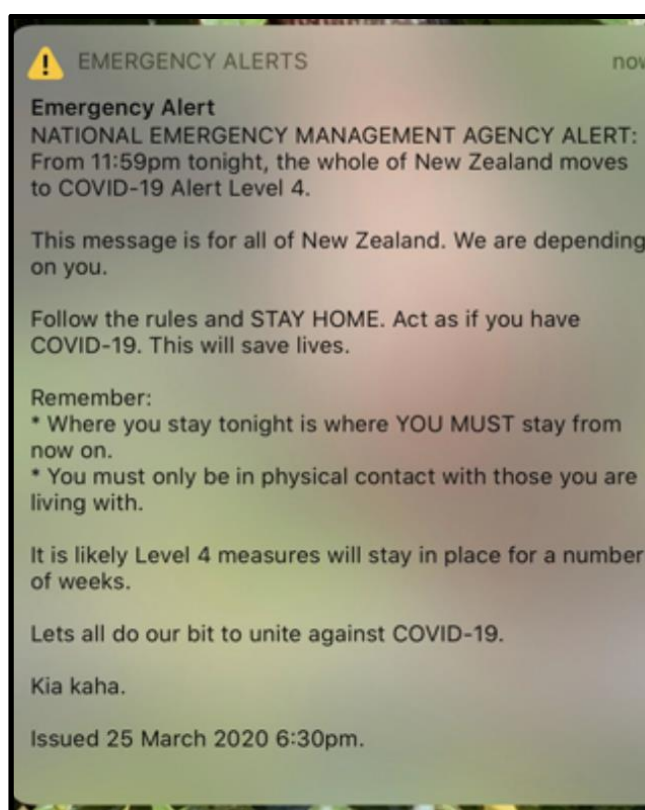 EMERGENCY ALERTS
now
Emergency Alert
NATIONAL EMERGENCY MANAGEMENT AGENCY ALERT:
From 11:59pm tonight, the whole of New Zealand moves
to COVID-19 Alert Level 4.
This message is for all of New Zealand. We are depending
on you.
Follow the rules and STAY HOME. Act as if you have
COVID-19. This will save lives.
Remember:
* Where you stay tonight is where YOU MUST stay from
now on.
* You must only be in physical contact with those you are
living with.
It is likely Level 4 measures will stay in place for a number
of weeks.
Lets all do our bit to unite against COVID-19.
Kia kaha.
Issued 25 March 2020 6:30pm.